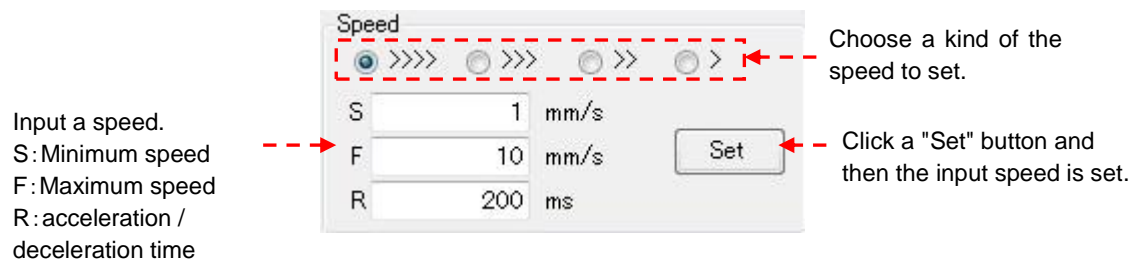 Speed
>>>> >>> >> >
Choose a kind of the
speed to set.
Input a speed.
S:Minimum speed
F:Maximum speed
R:acceleration /
deceleration time
S 1 mm/s
F 10 mm/s
R 200 ms
Set
Click a "Set" button and
then the input speed is set.